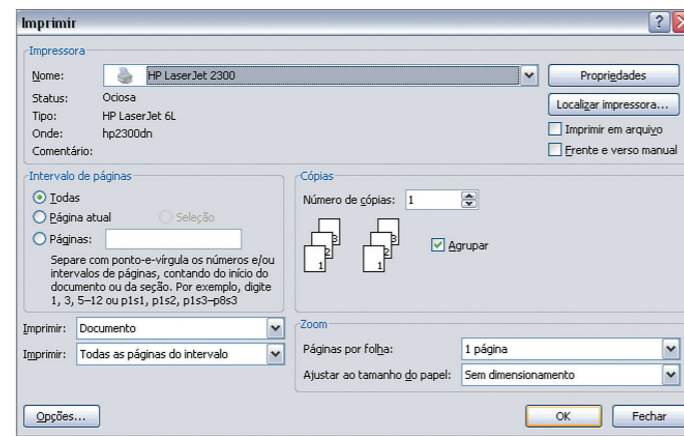 Imprimir
Impressora
Nome: HP LaserJet 2300
Propriedades
Status: Ociosa
Localizar impressora...
Tipo: HP LaserJet 6L
Onde: hp2300dn
Imprimir em arquivo
Comentário:
Frente e verso manual
Intervalo de páginas
Todas
Página atual
Seleção
Páginas:
Separe com ponto-e-vírgula os números e/ou
intervalos de páginas, contando do início do
documento ou da seção. Por exemplo, digite
1, 3, 5–12 ou p1s1, p1s2, p1s3–p8s3
Cópias
Número de cópias: 1
3 3
2 2
1 1
Agrupar
Imprimir: Documento
Imprimir: Todas as páginas do intervalo
Zoom
Páginas por folha: 1 página
Ajustar ao tamanho do papel: Sem dimensionamento
Opções...
OK
Fechar